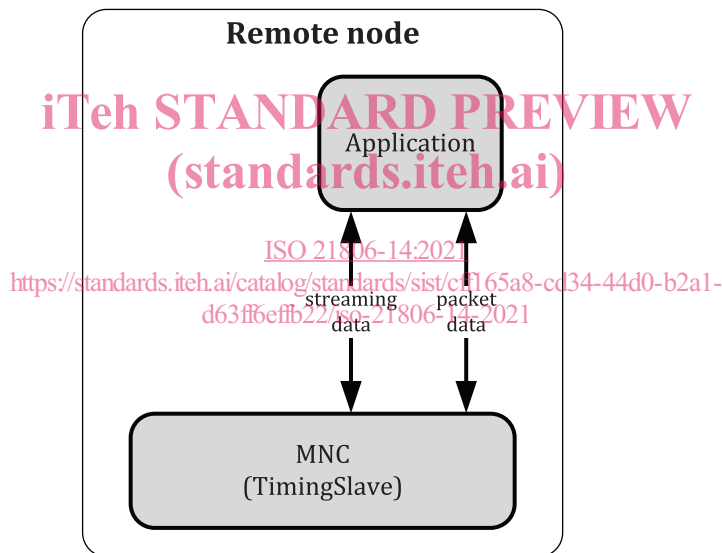 Remote node
iTeh STANDARD PREVIEW
Application
(standards.iteh.ai)
ISO 21806-14:2021
https://standards.iteh.ai/catalog/standards/sist/cff165a8-cd34-44d0-b2a1-
streaming packet
d63ff6effb22/iso-21806-14-2021
data data
MNC
(TimingSlave)